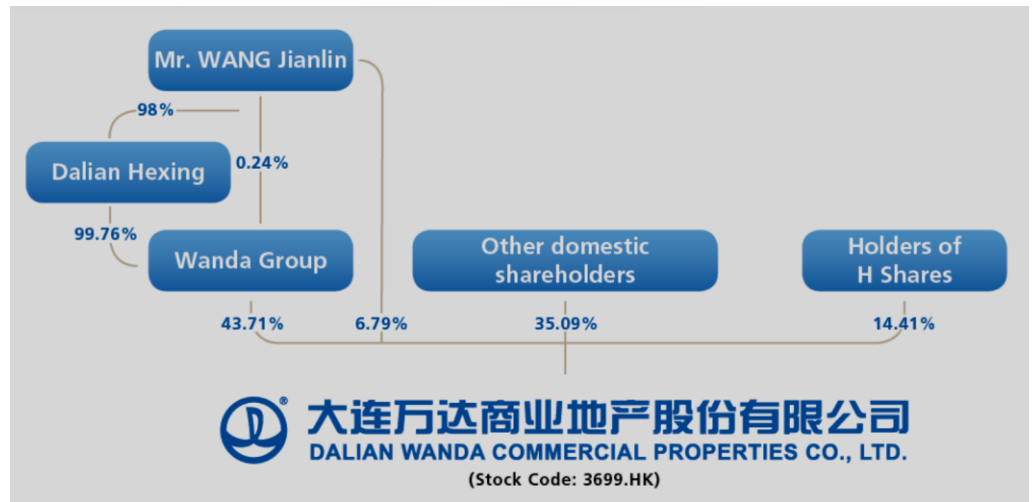 Mr. WANG Jianlin
98%
Dalian Hexing
0.24%
99.76%
Wanda Group
Other domestic
shareholders
Holders of
H Shares
43.71%
6.79%
35.09%
14.41%
®
大连万达商业地产股份有限公司
DALIAN WANDA COMMERCIAL PROPERTIES CO., LTD.
(Stock Code: 3699.HK)